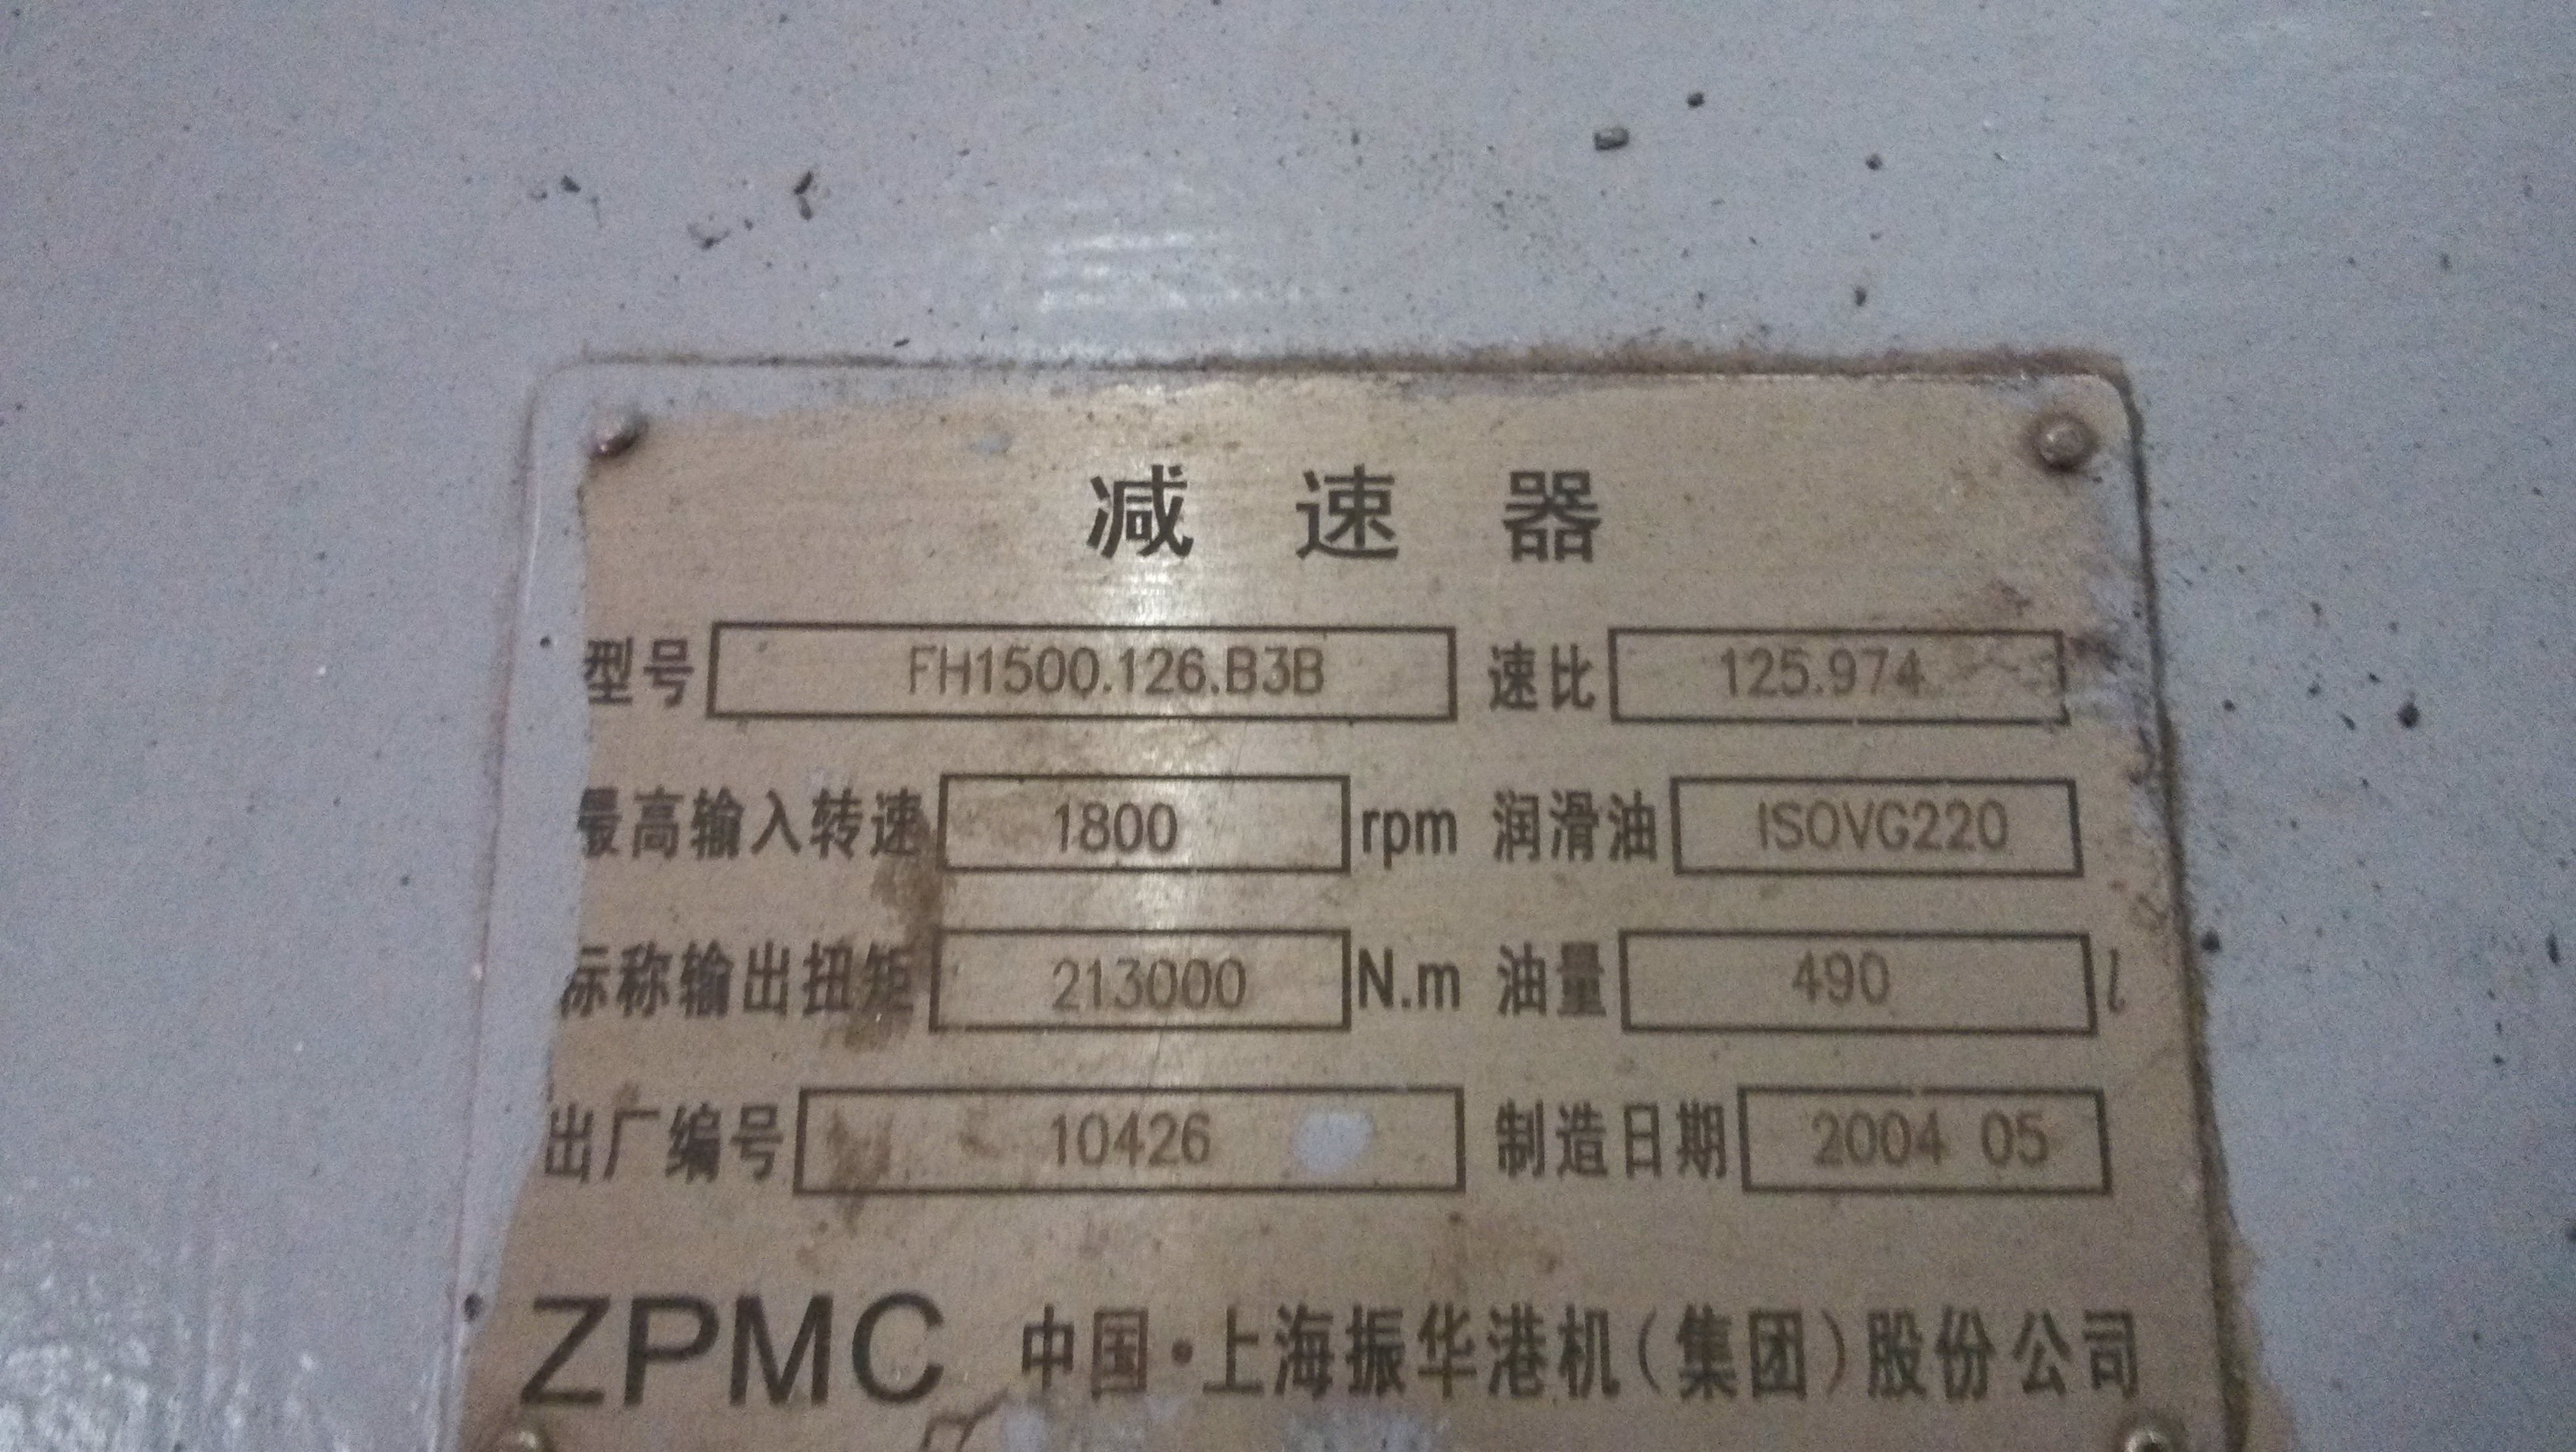 减速器
型号 FH1500.126.B3B 速比 125.974
最高输入转速 1800 rpm 润滑油 ISOVG220
标称输出扭矩 213000 N.m 油量 490 l
出厂编号 10426 制造日期 2004 05
ZPMC 中国·上海振华港机(集团)股份公司